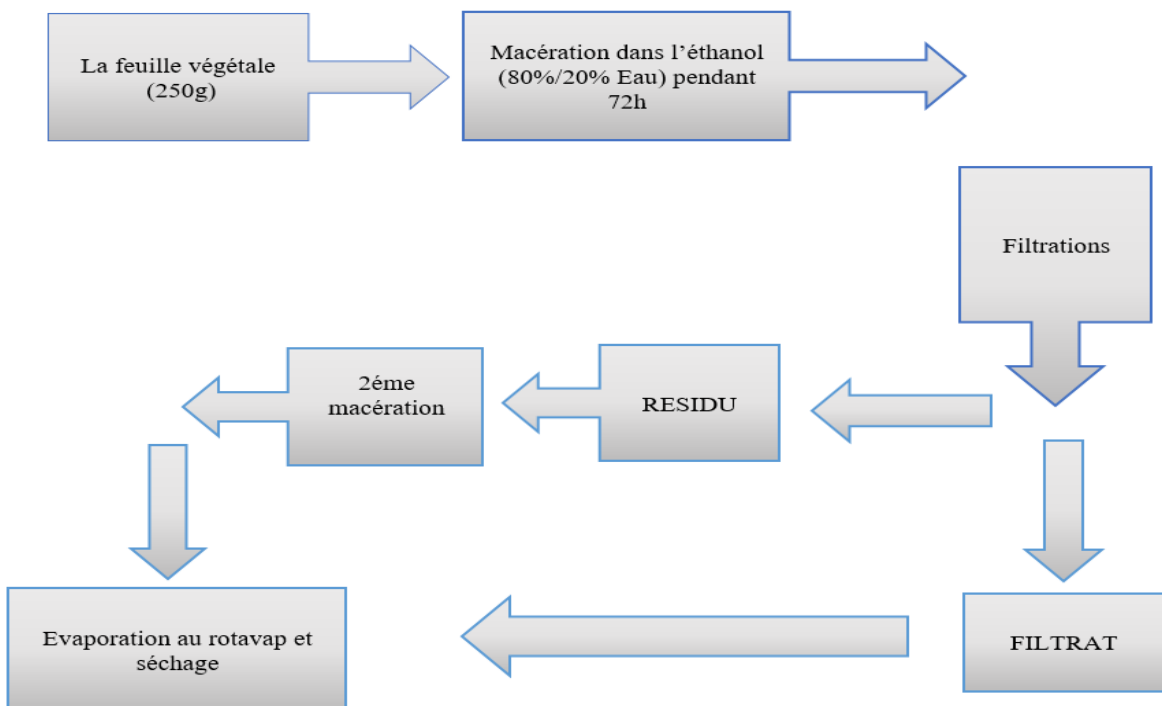 La feuille végétale
(250g)
Macération dans l’éthanol
(80%/20% Eau) pendant
72h
Filtrations
RESIDU
2éme
macération
FILTRAT
Evaporation au rotavap et
séchage